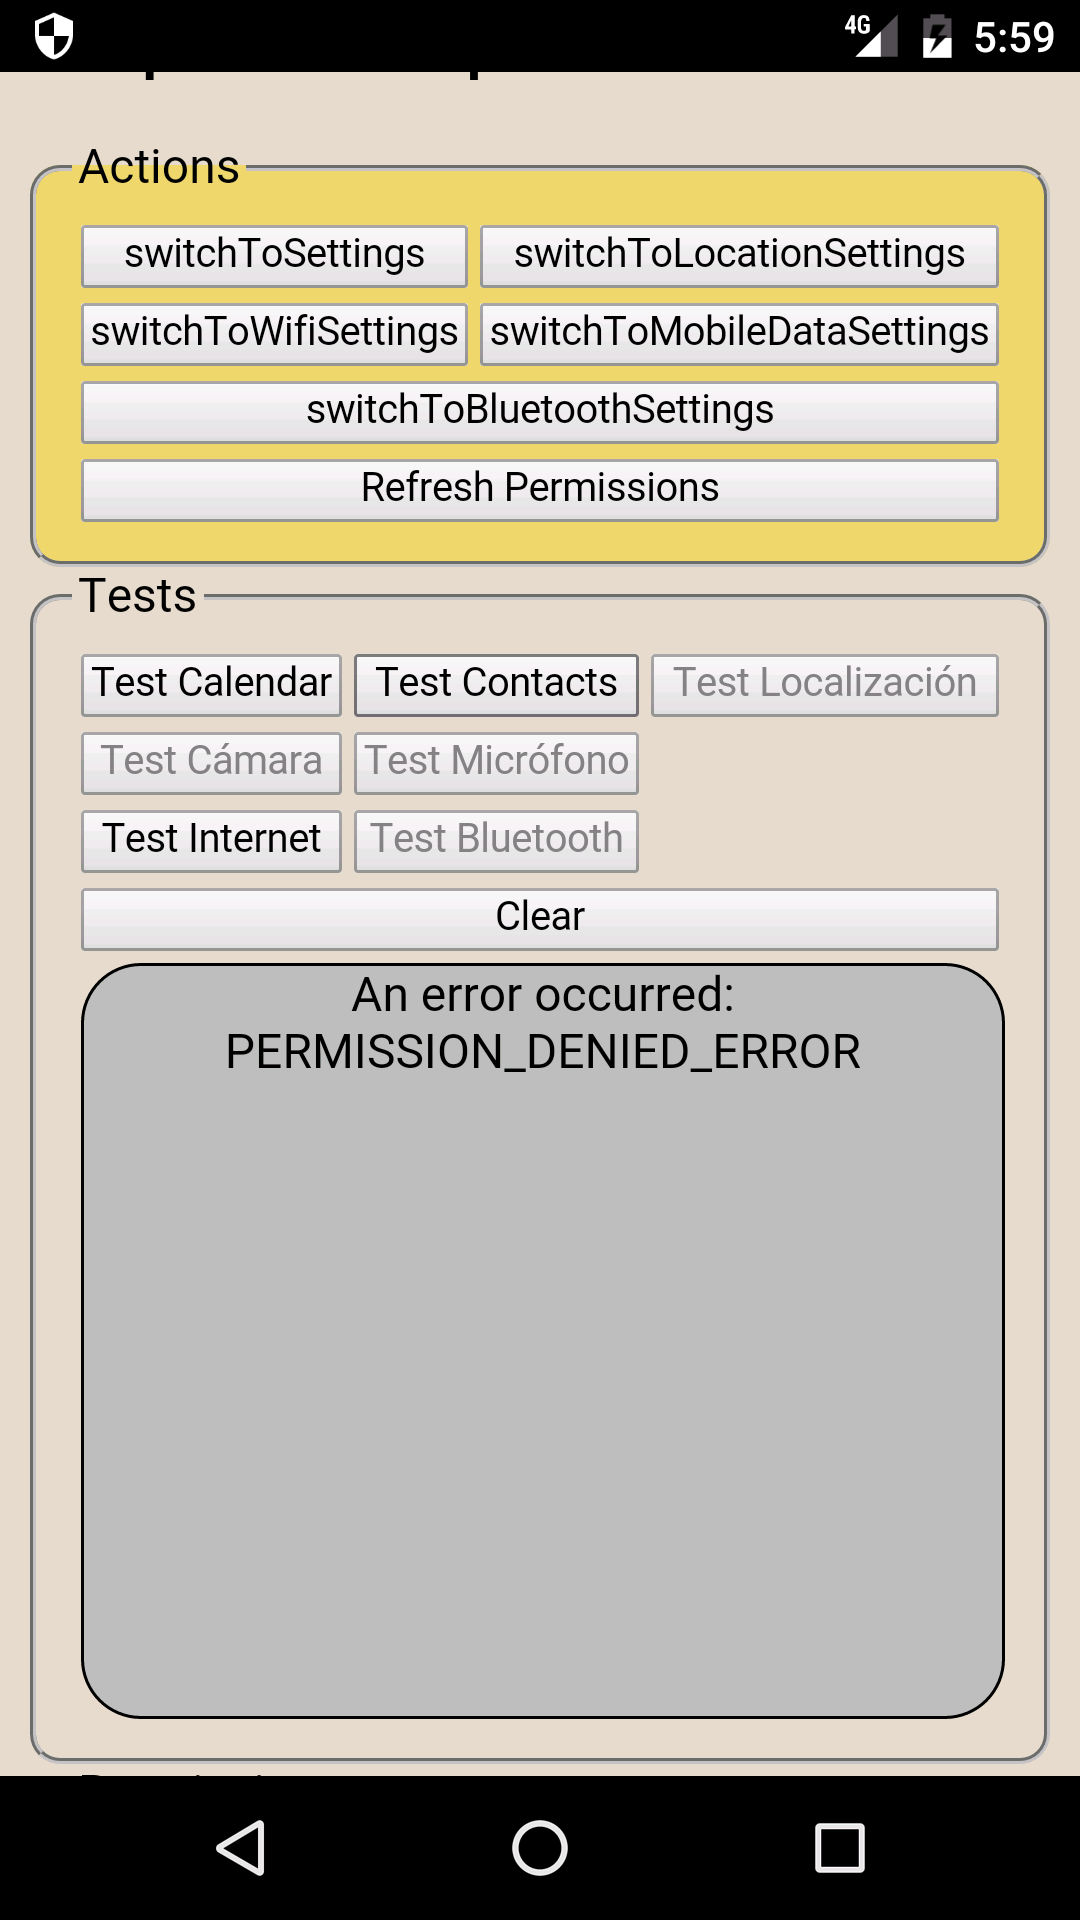 4G 5:59
Actions
switchToSettings switchToLocationSettings
switchToWifiSettings switchToMobileDataSettings
switchToBluetoothSettings
Refresh Permissions
Tests
Test Calendar Test Contacts Test Localización
Test Cámara Test Micrófono
Test Internet Test Bluetooth
Clear
An error occurred:
PERMISSION_DENIED_ERROR